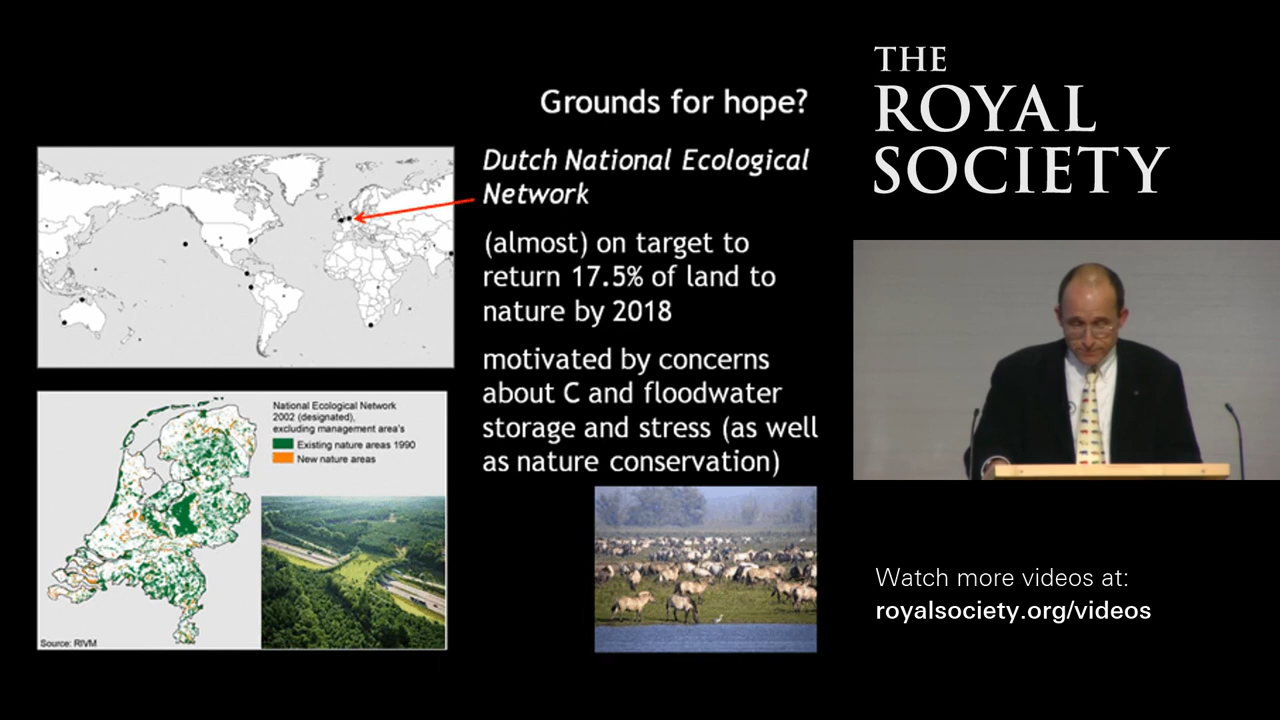 Grounds for hope?
Dutch National Ecological
Network
(almost) on target to
return 17.5% of land to
nature by 2018
motivated by concerns
about C and floodwater
storage and stress (as well
as nature conservation)
National Ecological Network
2002 (designated),
excluding management area's
Existing nature areas 1990
New nature areas
Source: RIVM
THE
ROYAL
SOCIETY
Watch more videos at:
royalsociety.org/videos